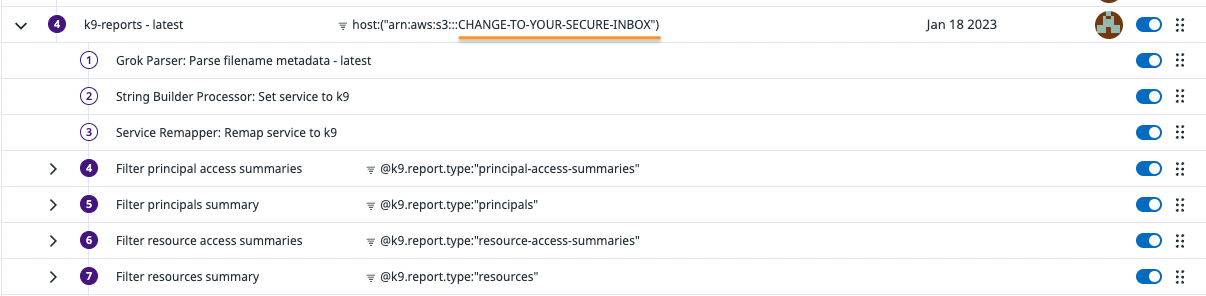 4 k9-reports - latest host:("arn:aws:s3:::CHANGE-TO-YOUR-SECURE-INBOX") Jan 18 2023
1 Grok Parser: Parse filename metadata - latest
2 String Builder Processor: Set service to k9
3 Service Remapper: Remap service to k9
4 Filter principal access summaries @k9.report.type:"principal-access-summaries"
5 Filter principals summary @k9.report.type:"principals"
6 Filter resource access summaries @k9.report.type:"resource-access-summaries"
7 Filter resources summary @k9.report.type:"resources"